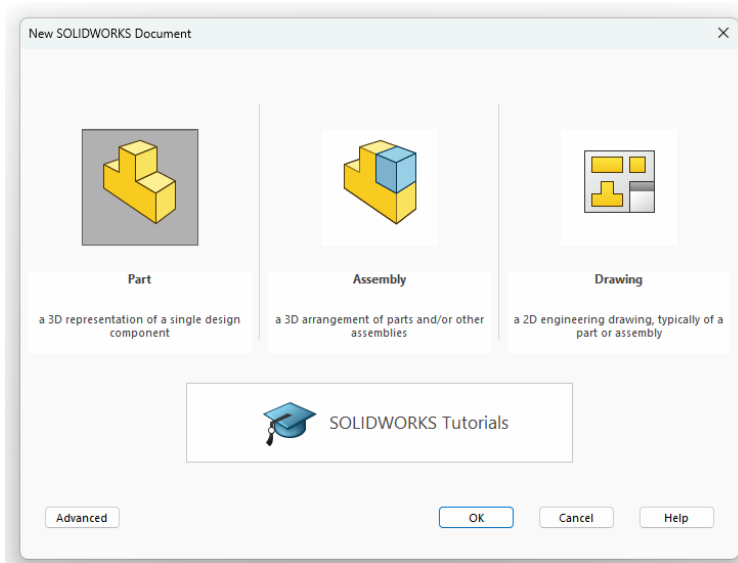 New SOLIDWORKS Document
Part
a 3D representation of a single design
component
Assembly
a 3D arrangement of parts and/or other
assemblies
Drawing
a 2D engineering drawing, typically of a
part or assembly
SOLIDWORKS Tutorials
Advanced
OK
Cancel
Help